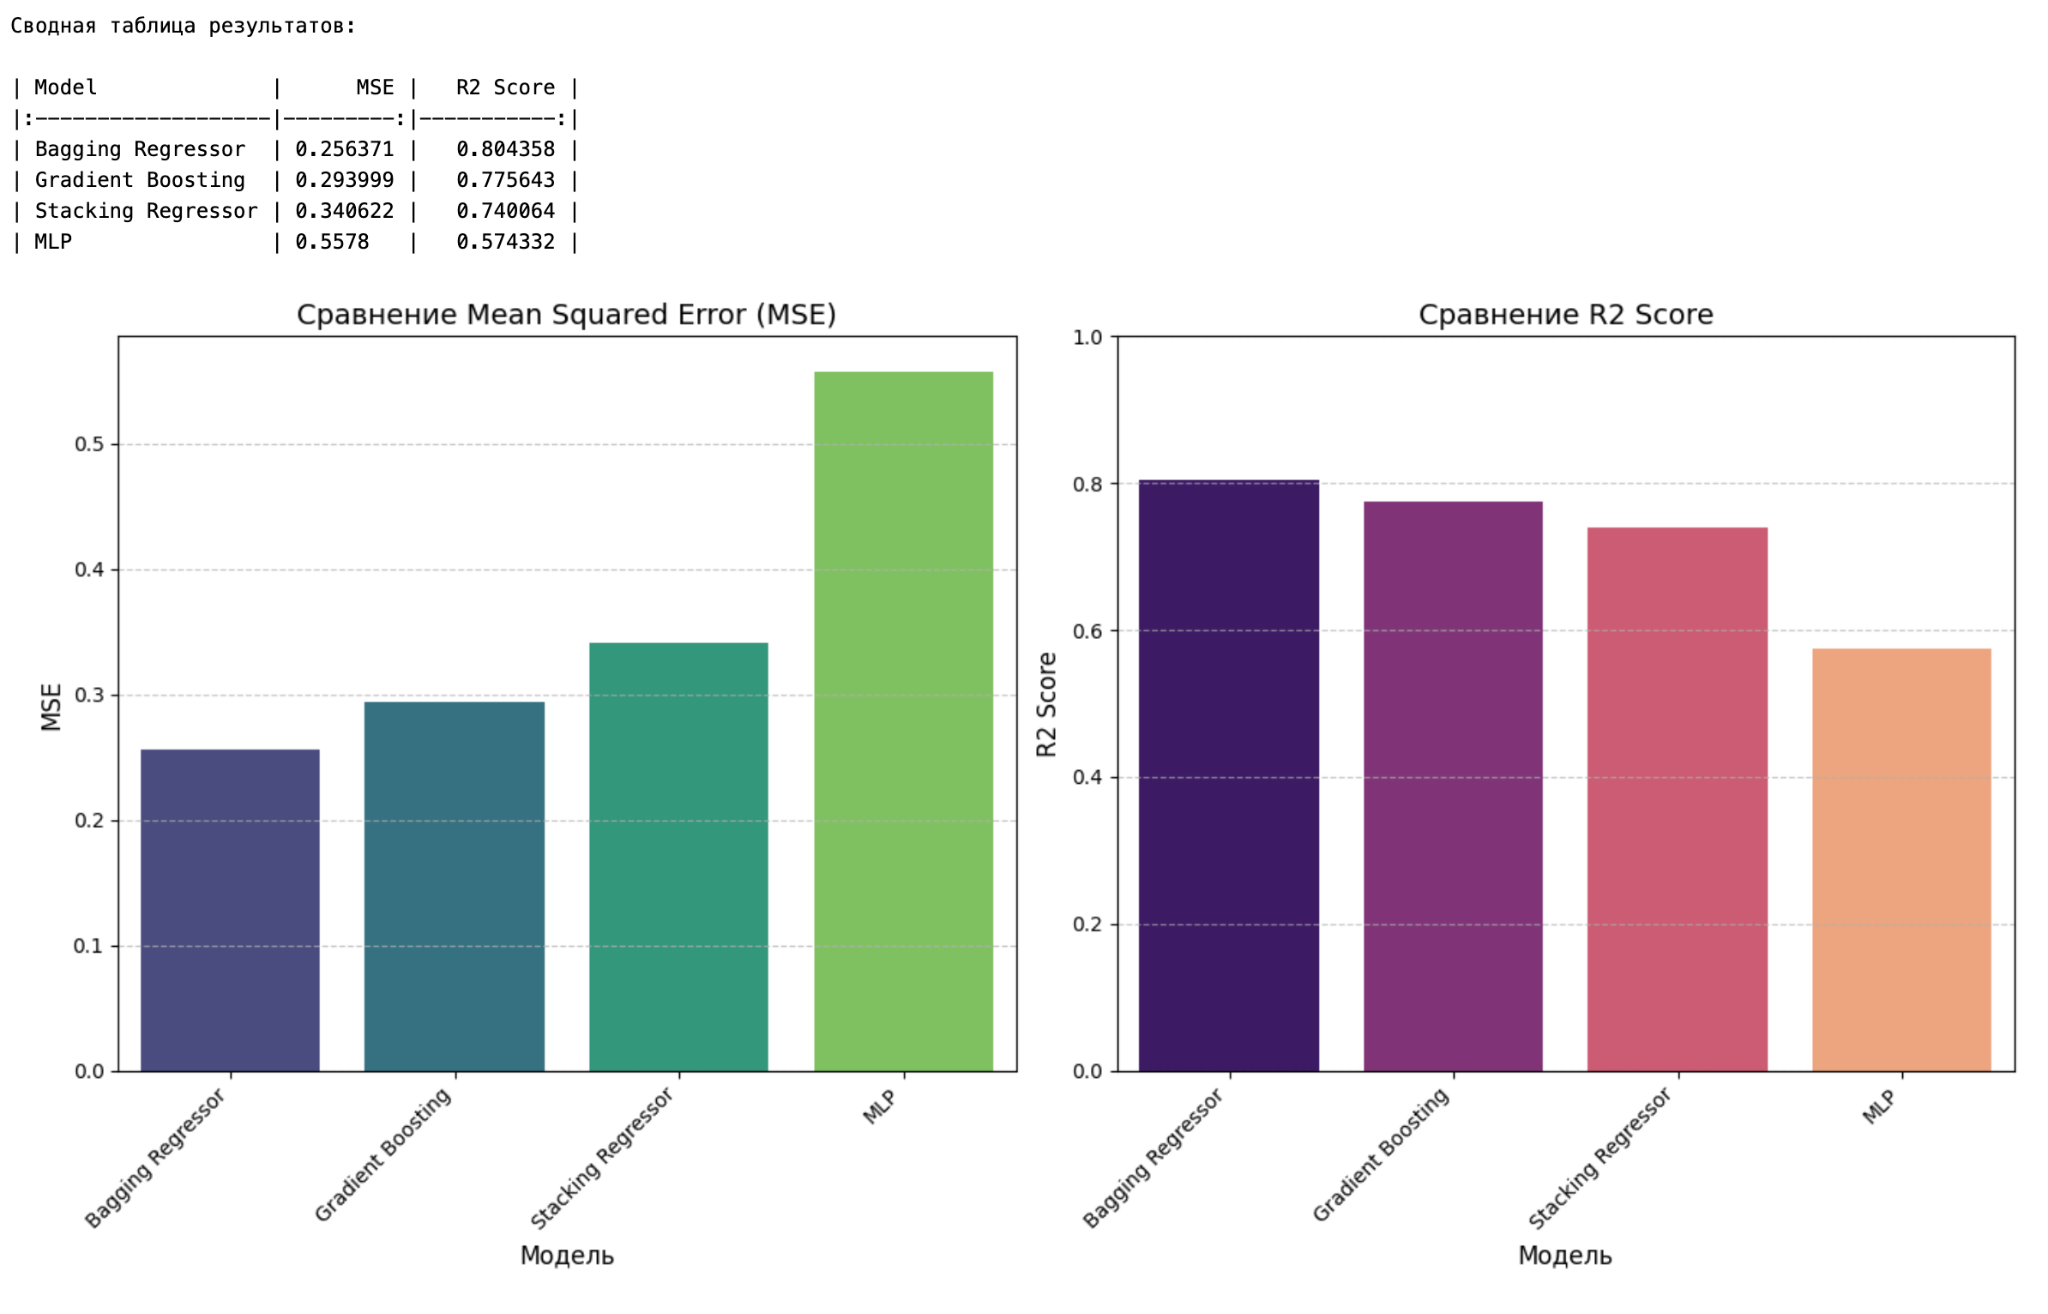 Сводная таблица результатов:
| Model              |      MSE |   R2 Score |
|:-------------------|---------:|-----------:|
| Bagging Regressor  | 0.256371 |   0.804358 |
| Gradient Boosting  | 0.293999 |   0.775643 |
| Stacking Regressor | 0.340622 |   0.740064 |
| MLP                | 0.5578   |   0.574332 |
Сравнение Mean Squared Error (MSE)
MSE
0.5
0.4
0.3
0.2
0.1
0.0
Bagging Regressor
Gradient Boosting
Stacking Regressor
MLP
Модель
Сравнение R2 Score
R2 Score
1.0
0.8
0.6
0.4
0.2
0.0
Bagging Regressor
Gradient Boosting
Stacking Regressor
MLP
Модель